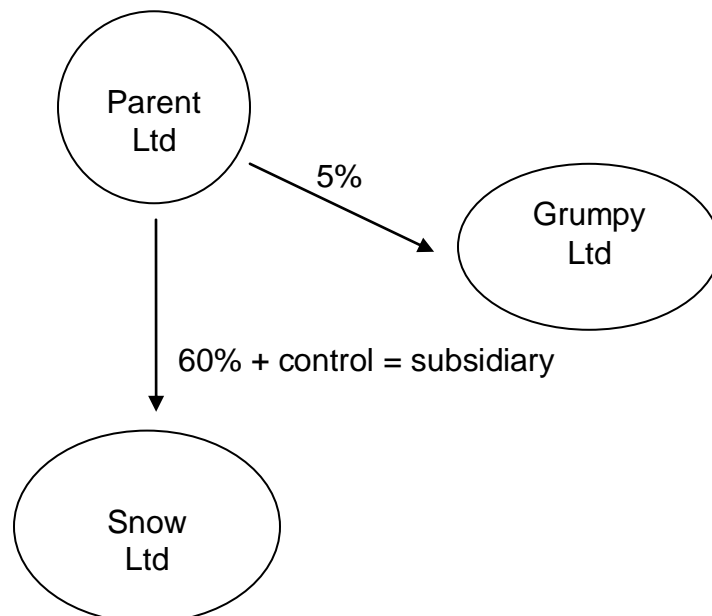 Parent
Ltd
5%
Grumpy
Ltd
60% + control = subsidiary
Snow
Ltd